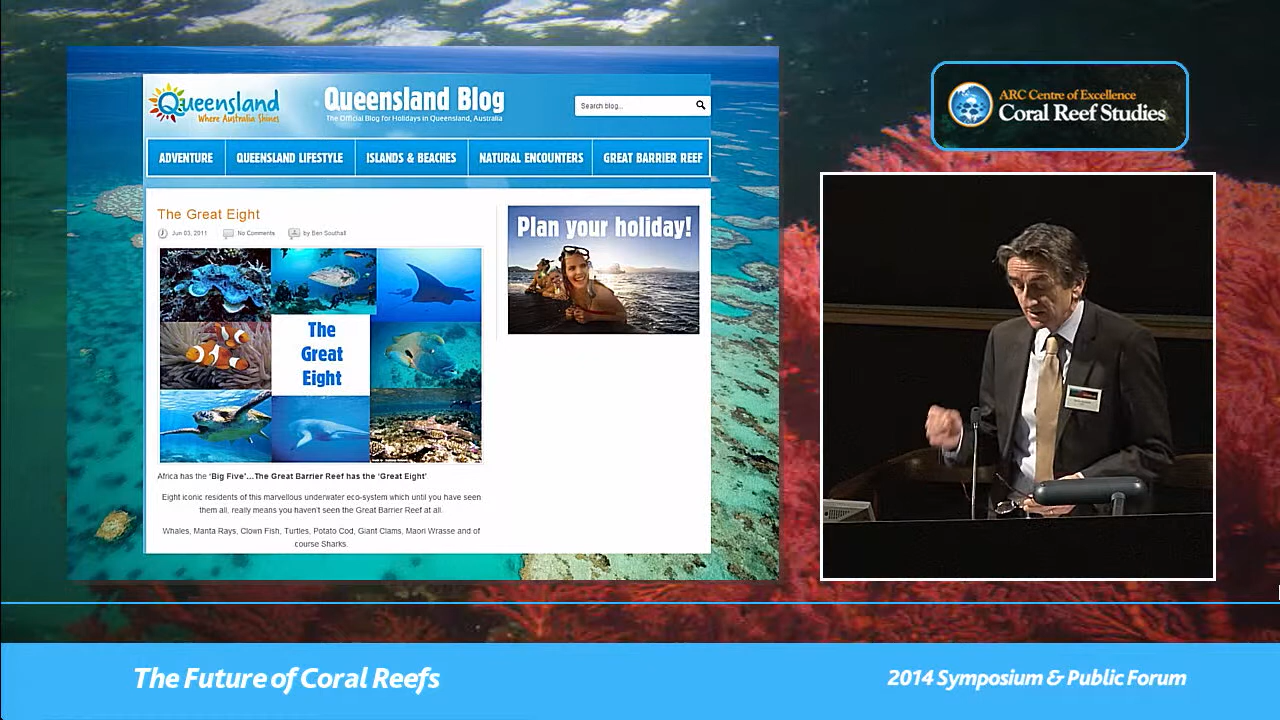 Queensland
Where Australia Shines
Queensland Blog
The Official Blog for Holidays in Queensland, Australia
Search blog...
ADVENTURE
QUEENSLAND LIFESTYLE
ISLANDS & BEACHES
NATURAL ENCOUNTERS
GREAT BARRIER REEF
The Great Eight
Jun 03, 2011
No Comments
by Ben Southall
The
Great
Eight
Africa has the 'Big Five'...The Great Barrier Reef has the 'Great Eight'
Eight iconic residents of this marvellous underwater eco-system which until you have seen
them all, really means you haven't seen the Great Barrier Reef at all.
Whales, Manta Rays, Clown Fish, Turtles, Potato Cod, Giant Clams, Maori Wrasse and of
course Sharks.
Plan your holiday!
ARC Centre of Excellence
Coral Reef Studies
The Future of Coral Reefs
2014 Symposium & Public Forum